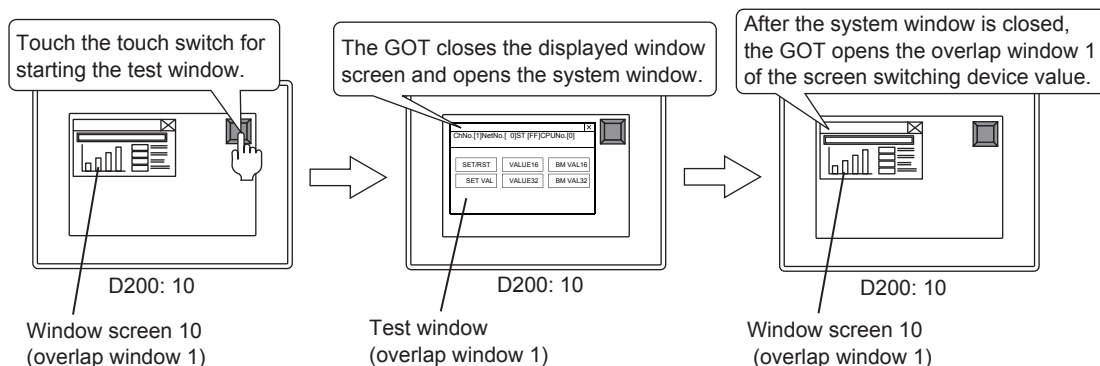 Touch the touch switch for
starting the test window.
D200: 10
Window screen 10
(overlap window 1)
The GOT closes the displayed window
screen and opens the system window.
ChNo.[1]NetNo.[ 0]ST [FF]CPUNo.[0]
SET/RST VALUE16 BM VAL16
SET VAL VALUE32 BM VAL32
D200: 10
Test window
(overlap window 1)
After the system window is closed,
the GOT opens the overlap window 1
of the screen switching device value.
D200: 10
Window screen 10
(overlap window 1)